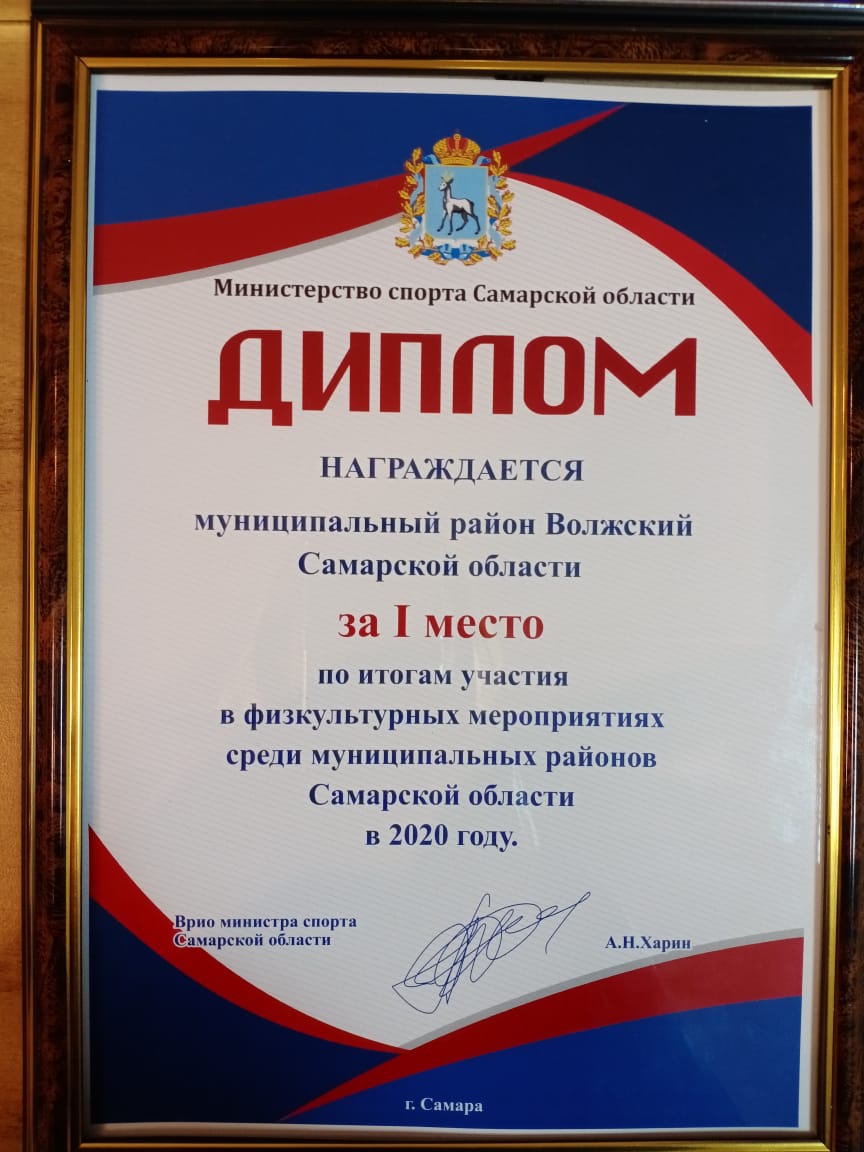 Министерство спорта Самарской области
ДИПЛОМ
НАГРАЖДАЕТСЯ
муниципальный район Волжский
Самарской области
за I место
по итогам участия
в физкультурных мероприятиях
среди муниципальных районов
Самарской области
в 2020 году.
Врио министра спорта
Самарской области
А.Н.Харин
г. Самара